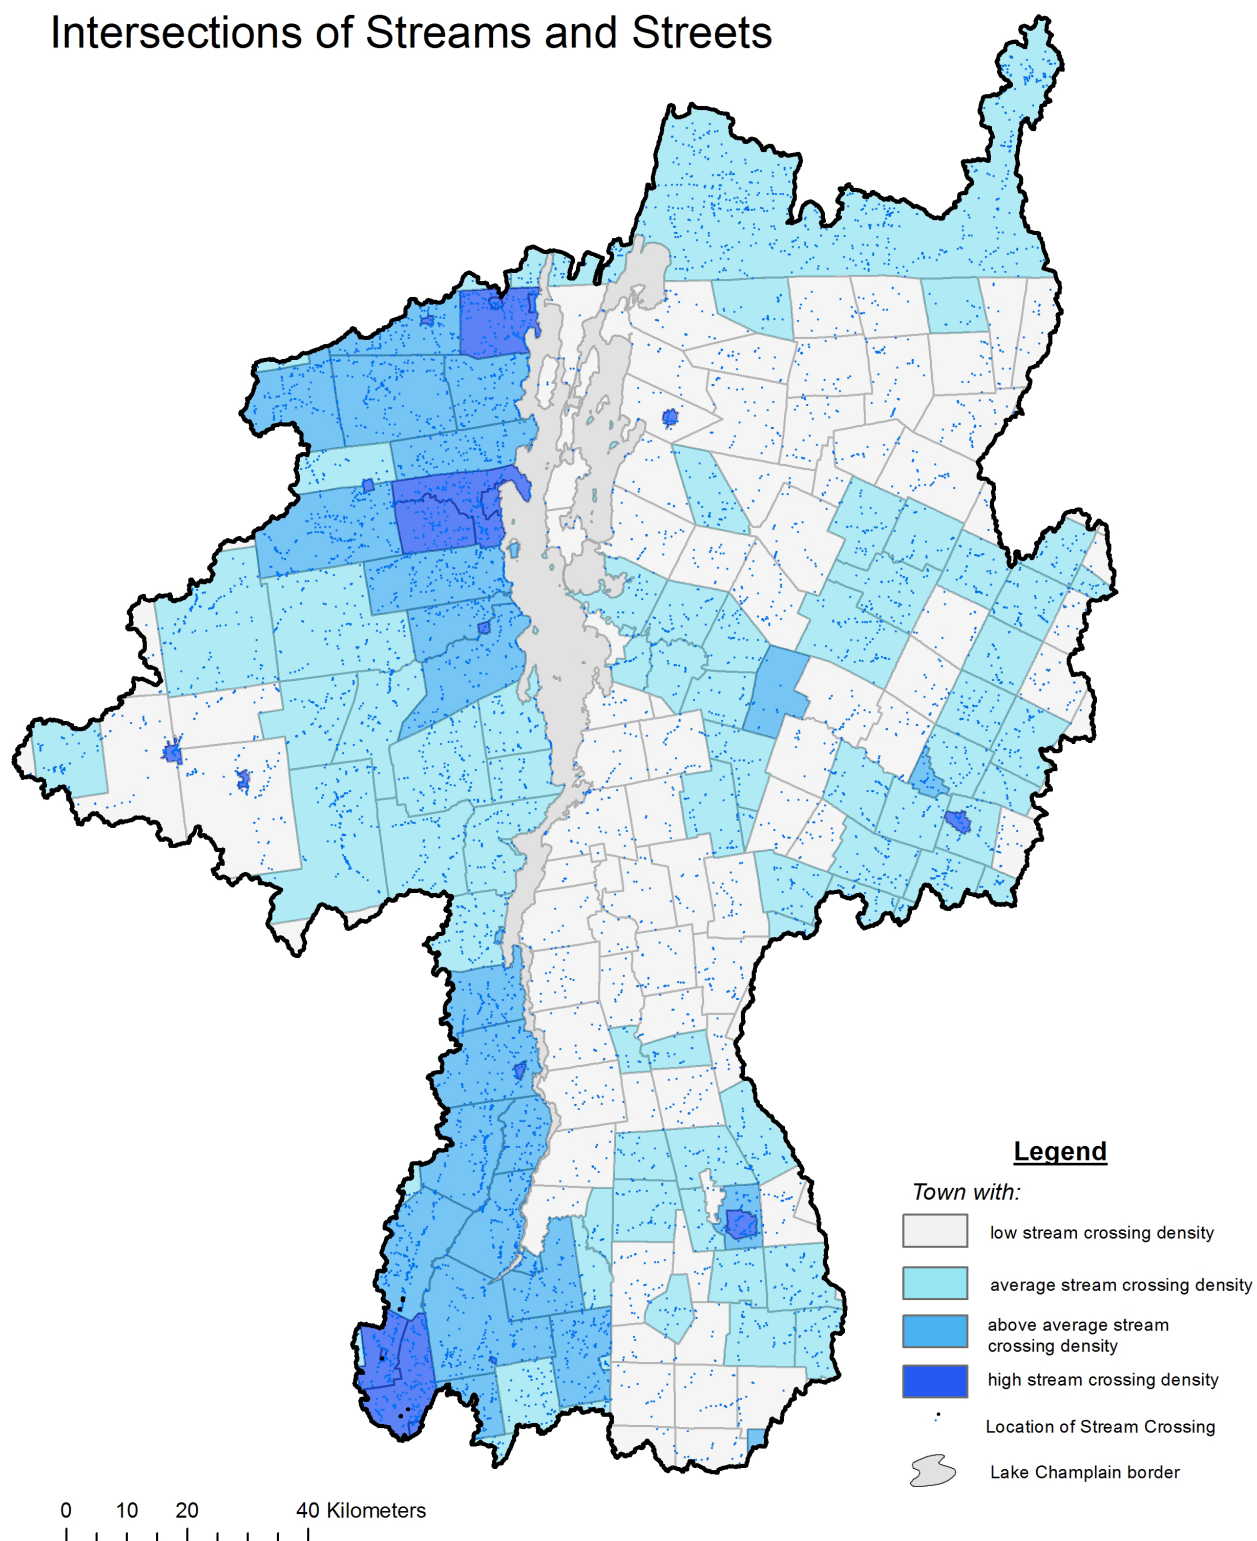 Intersections of Streams and Streets
Legend
Town with:
low stream crossing density
average stream crossing density
above average stream
crossing density
high stream crossing density
Location of Stream Crossing
Lake Champlain border
0 10 20 40 Kilometers